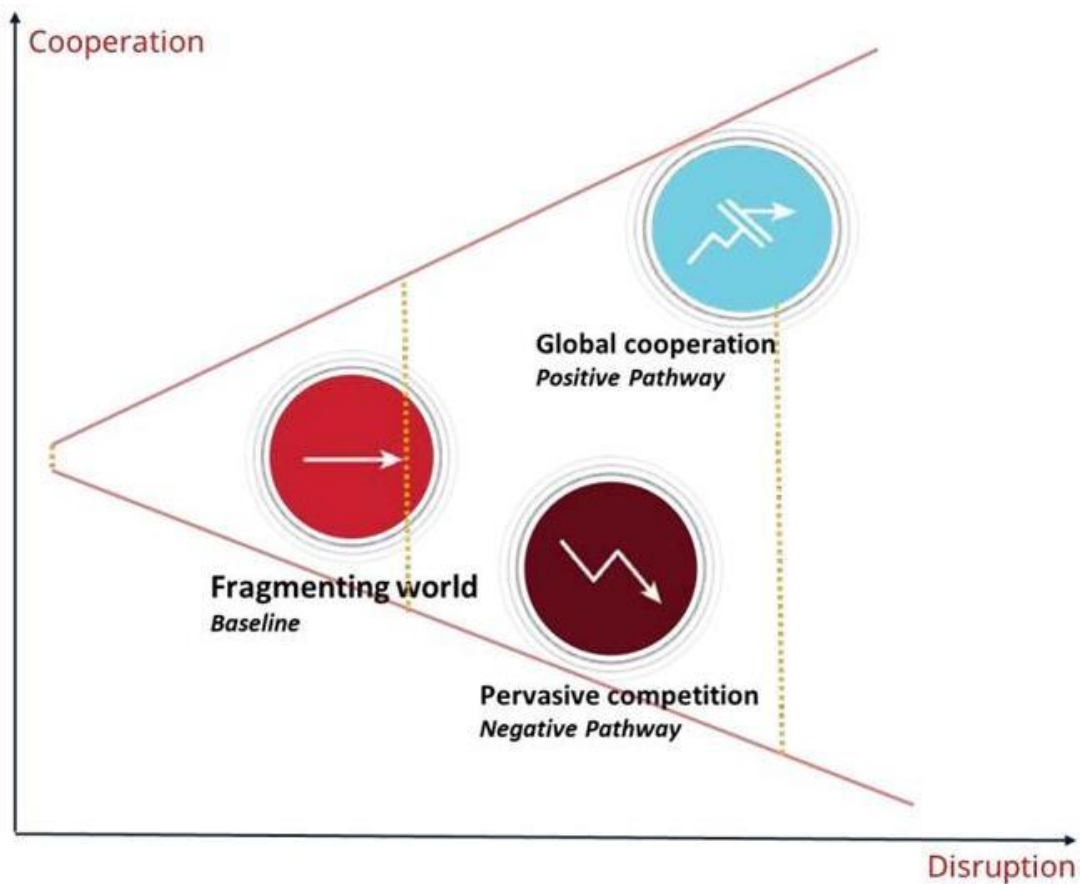 Cooperation
Global cooperation
Positive Pathway
Fragmenting world
Baseline
Pervasive competition
Negative Pathway
Disruption